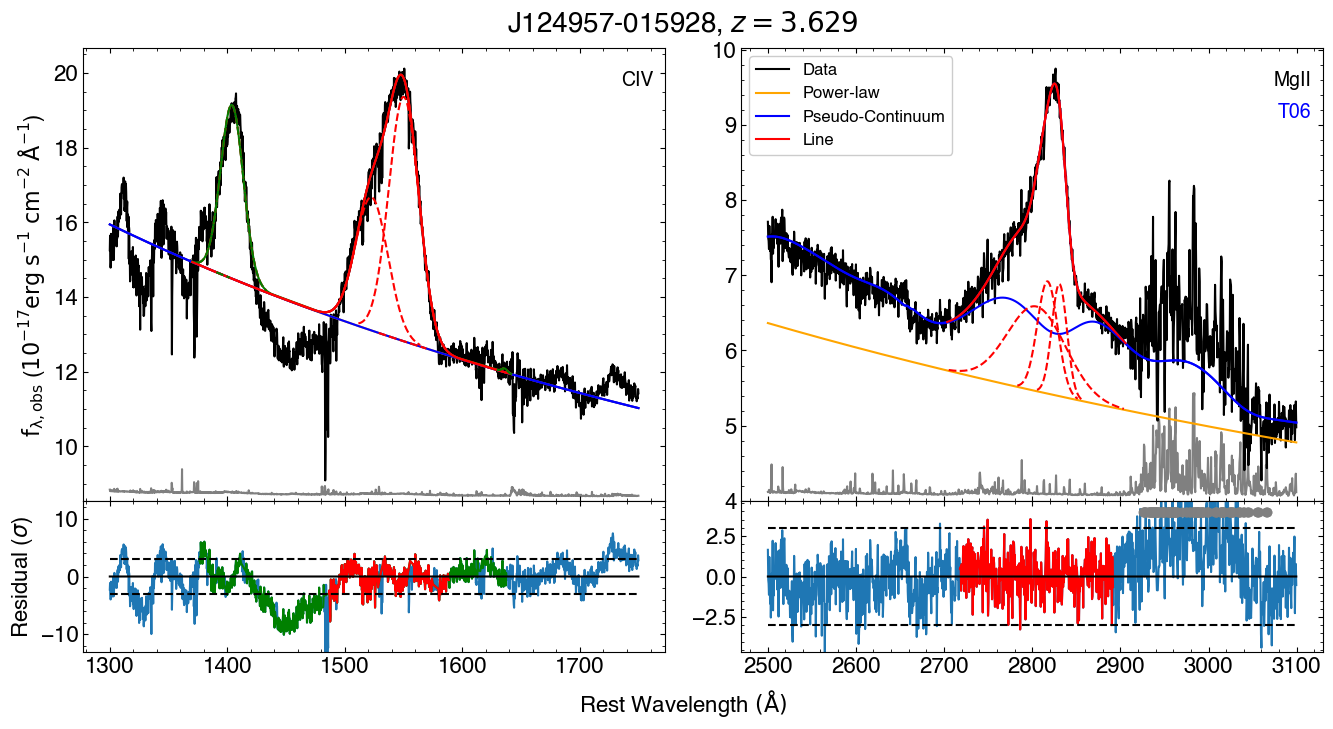 J124957-015928, z = 3.629
CIV
20
18
16
14
12
10
f_λ,obs (10⁻¹⁷erg s⁻¹ cm⁻² Å⁻¹)
10
0
−10
Residual (σ)
1300 1400 1500 1600 1700
Data
Power-law
Pseudo-Continuum
Line
MgII
T06
10
9
8
7
6
5
4
2.5
0.0
−2.5
2500 2600 2700 2800 2900 3000 3100
Rest Wavelength (Å)